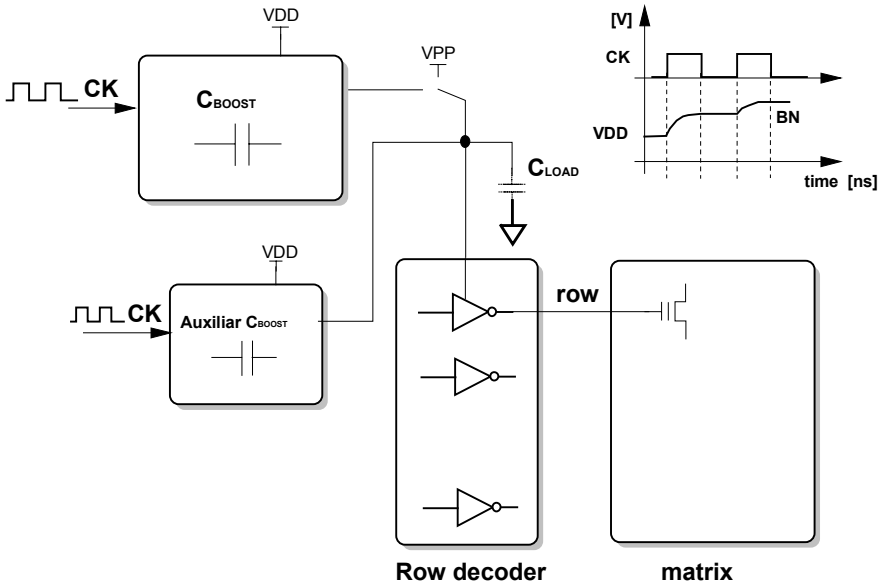 VDD
CK
CBOOST
VPP
CLOAD
VDD
CK
Auxiliar CBOOST
row
Row decoder
matrix
[V]
CK
VDD
BN
time [ns]